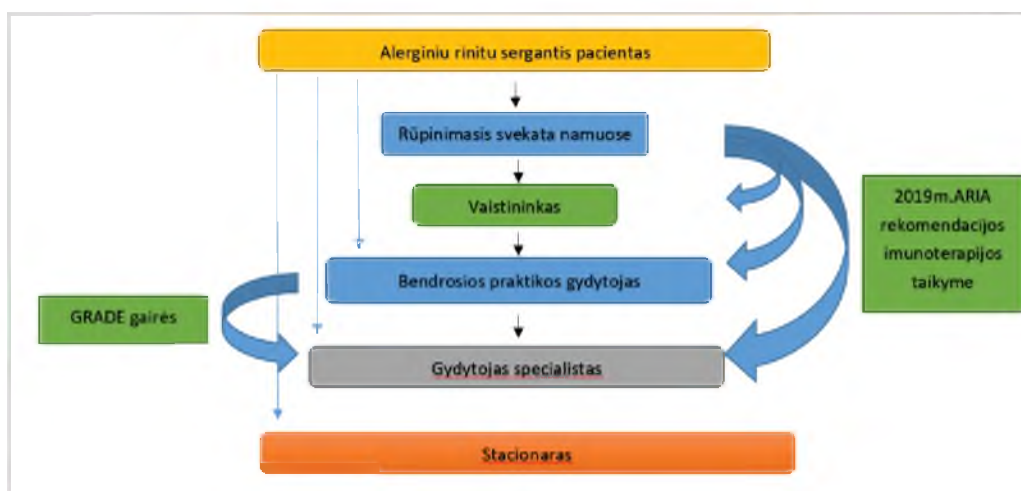 Alerginiu rinitu sergantis pacientas
Rūpinimasis svekata namuose
Vaistininkas
2019m.ARIA
rekomendacijos
imunoterapijos
taikyme
Bendrosios praktikos gydytojas
GRADE gairės
Gydytojas specialistas
Stacionaras